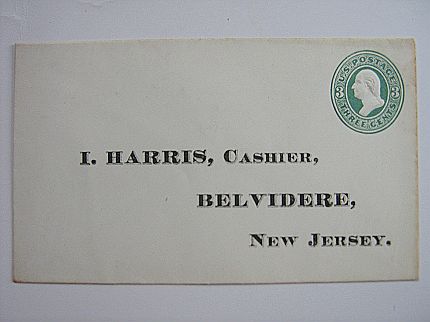 U.S. POSTAGE
THREE CENTS
I. HARRIS, CASHIER,
BELVIDERE,
NEW JERSEY.